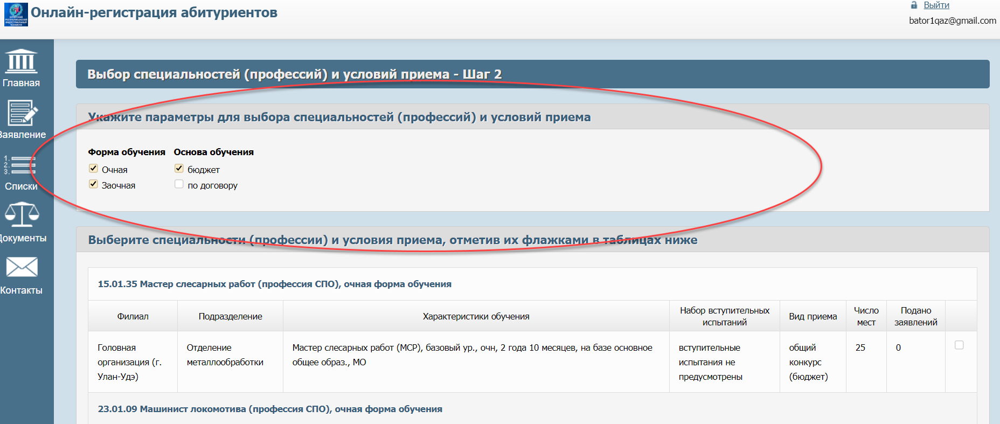 Онлайн-регистрация абитуриентов
Выйти
bator1qaz@gmail.com
Главная
Заявление
Списки
Документы
Контакты
Выбор специальностей (профессий) и условий приема - Шаг 2
Укажите параметры для выбора специальностей (профессий) и условий приема
Форма обучения Основа обучения
Очная бюджет
Заочная по договору
Выберите специальности (профессии) и условия приема, отметив их флажками в таблицах ниже
15.01.35 Мастер слесарных работ (профессия СПО), очная форма обучения
Филиал
Подразделение
Характеристики обучения
Набор вступительных
испытаний
Вид приема
Число
мест
Подано
заявлений
Головная
организация (г.
Улан-Удэ)
Отделение
металлообработки
Мастер слесарных работ (МСР), базовый ур., очн, 2 года 10 месяцев, на базе основное
общее образ., МО
вступительные
испытания не
предусмотрены
общий
конкурс
(бюджет)
25
0
23.01.09 Машинист локомотива (профессия СПО), очная форма обучения